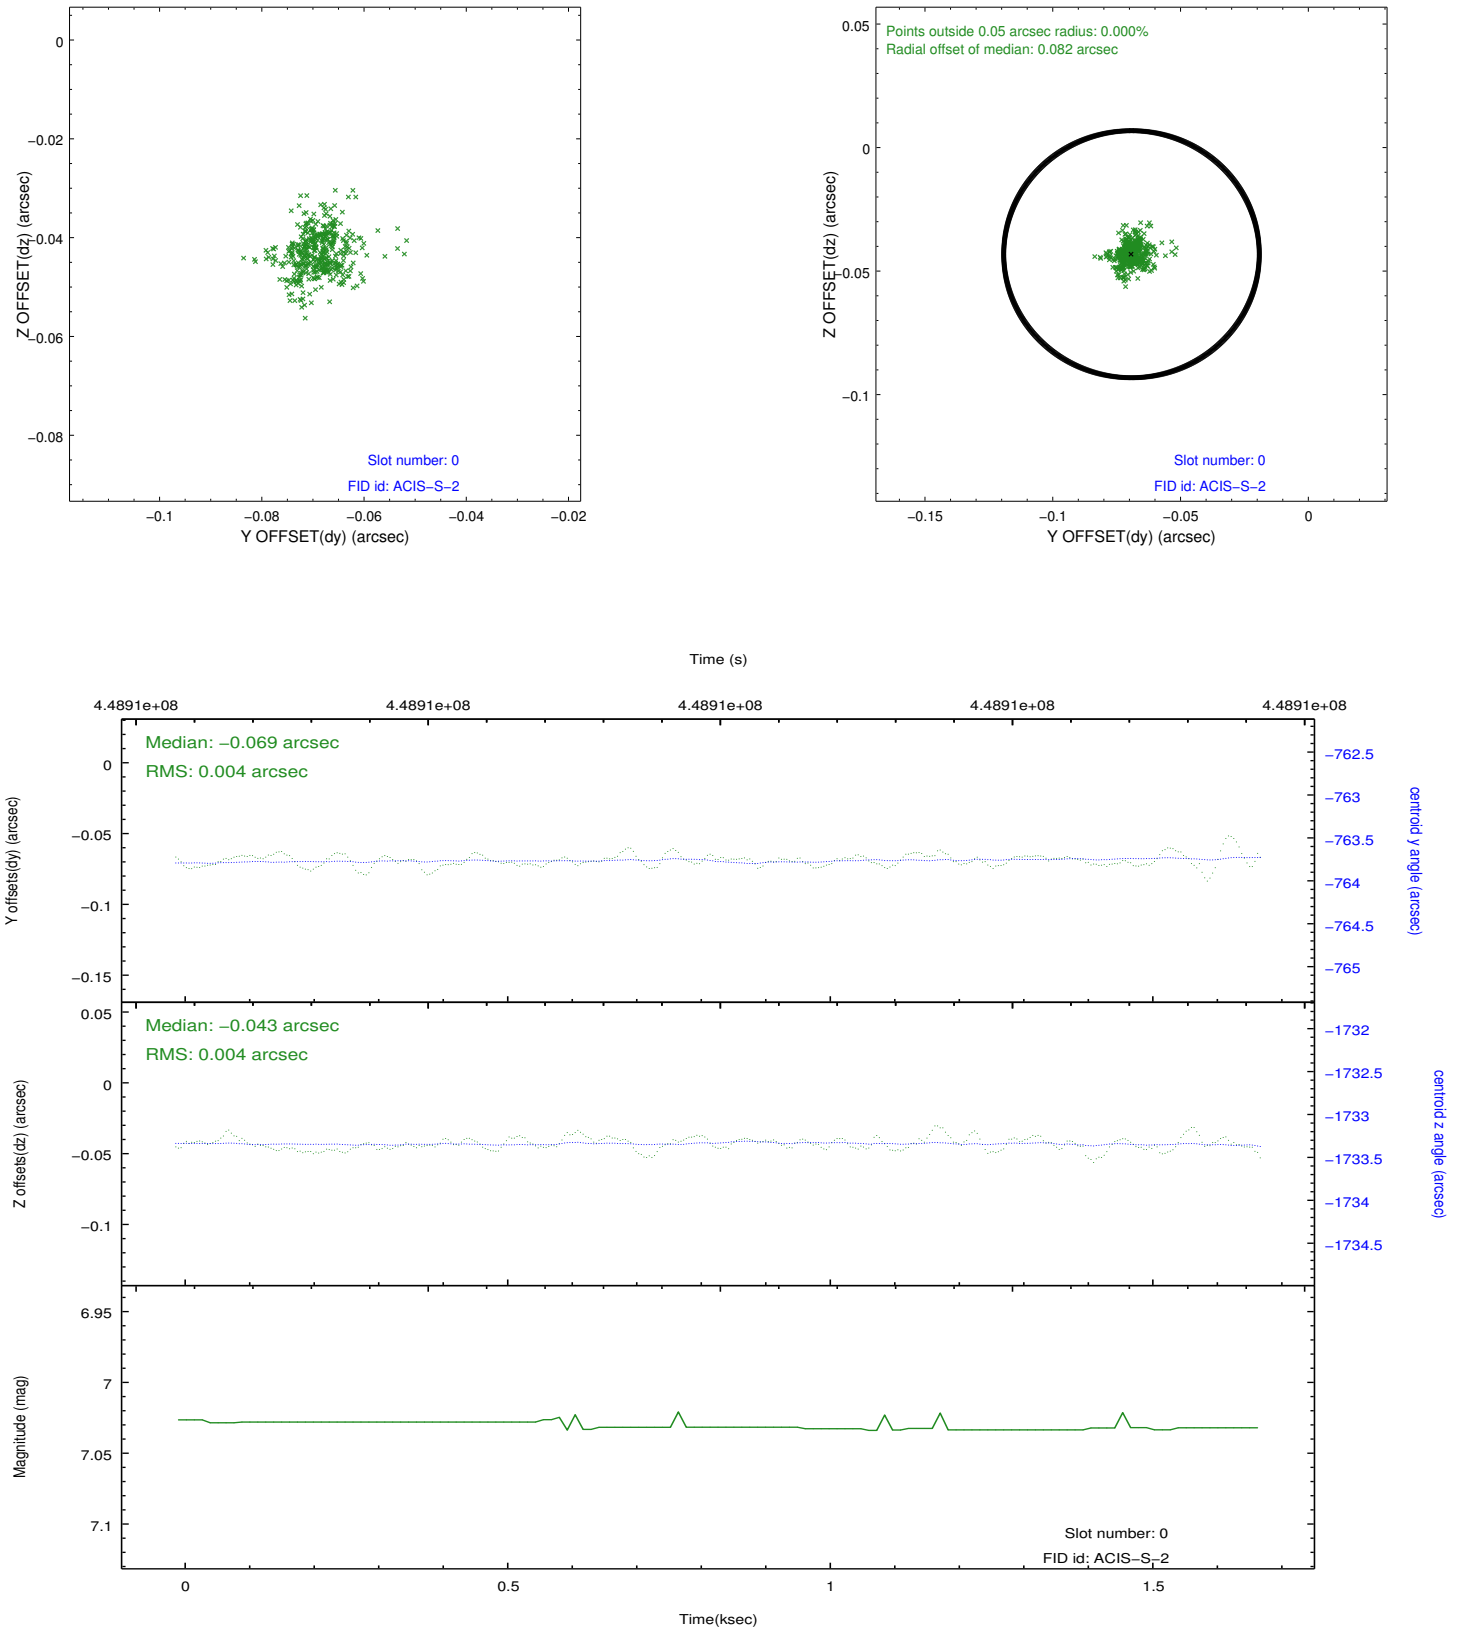 0
−0.02
−0.04
−0.06
−0.08
Z OFFSET(dz) (arcsec)
Slot number: 0
FID id: ACIS−S−2
−0.1
−0.08
−0.06
−0.04
−0.02
Y OFFSET(dy) (arcsec)
Points outside 0.05 arcsec radius: 0.000%
Radial offset of median: 0.082 arcsec
0.05
0
−0.05
−0.1
Z OFFSET(dz) (arcsec)
Slot number: 0
FID id: ACIS−S−2
−0.15
−0.1
−0.05
0
Y OFFSET(dy) (arcsec)
Time (s)
4.4891e+08
4.4891e+08
4.4891e+08
4.4891e+08
4.4891e+08
Median: −0.069 arcsec
RMS: 0.004 arcsec
0
−0.05
−0.1
−0.15
Y offsets(dy) (arcsec)
−762.5
−763
−763.5
−764
−764.5
−765
centroid y angle (arcsec)
Median: −0.043 arcsec
RMS: 0.004 arcsec
0.05
0
−0.05
−0.1
Z offsets(dz) (arcsec)
−1732
−1732.5
−1733
−1733.5
−1734
−1734.5
centroid z angle (arcsec)
6.95
7
7.05
7.1
Magnitude (mag)
Slot number: 0
FID id: ACIS−S−2
0
0.5
1
1.5
Time(ksec)